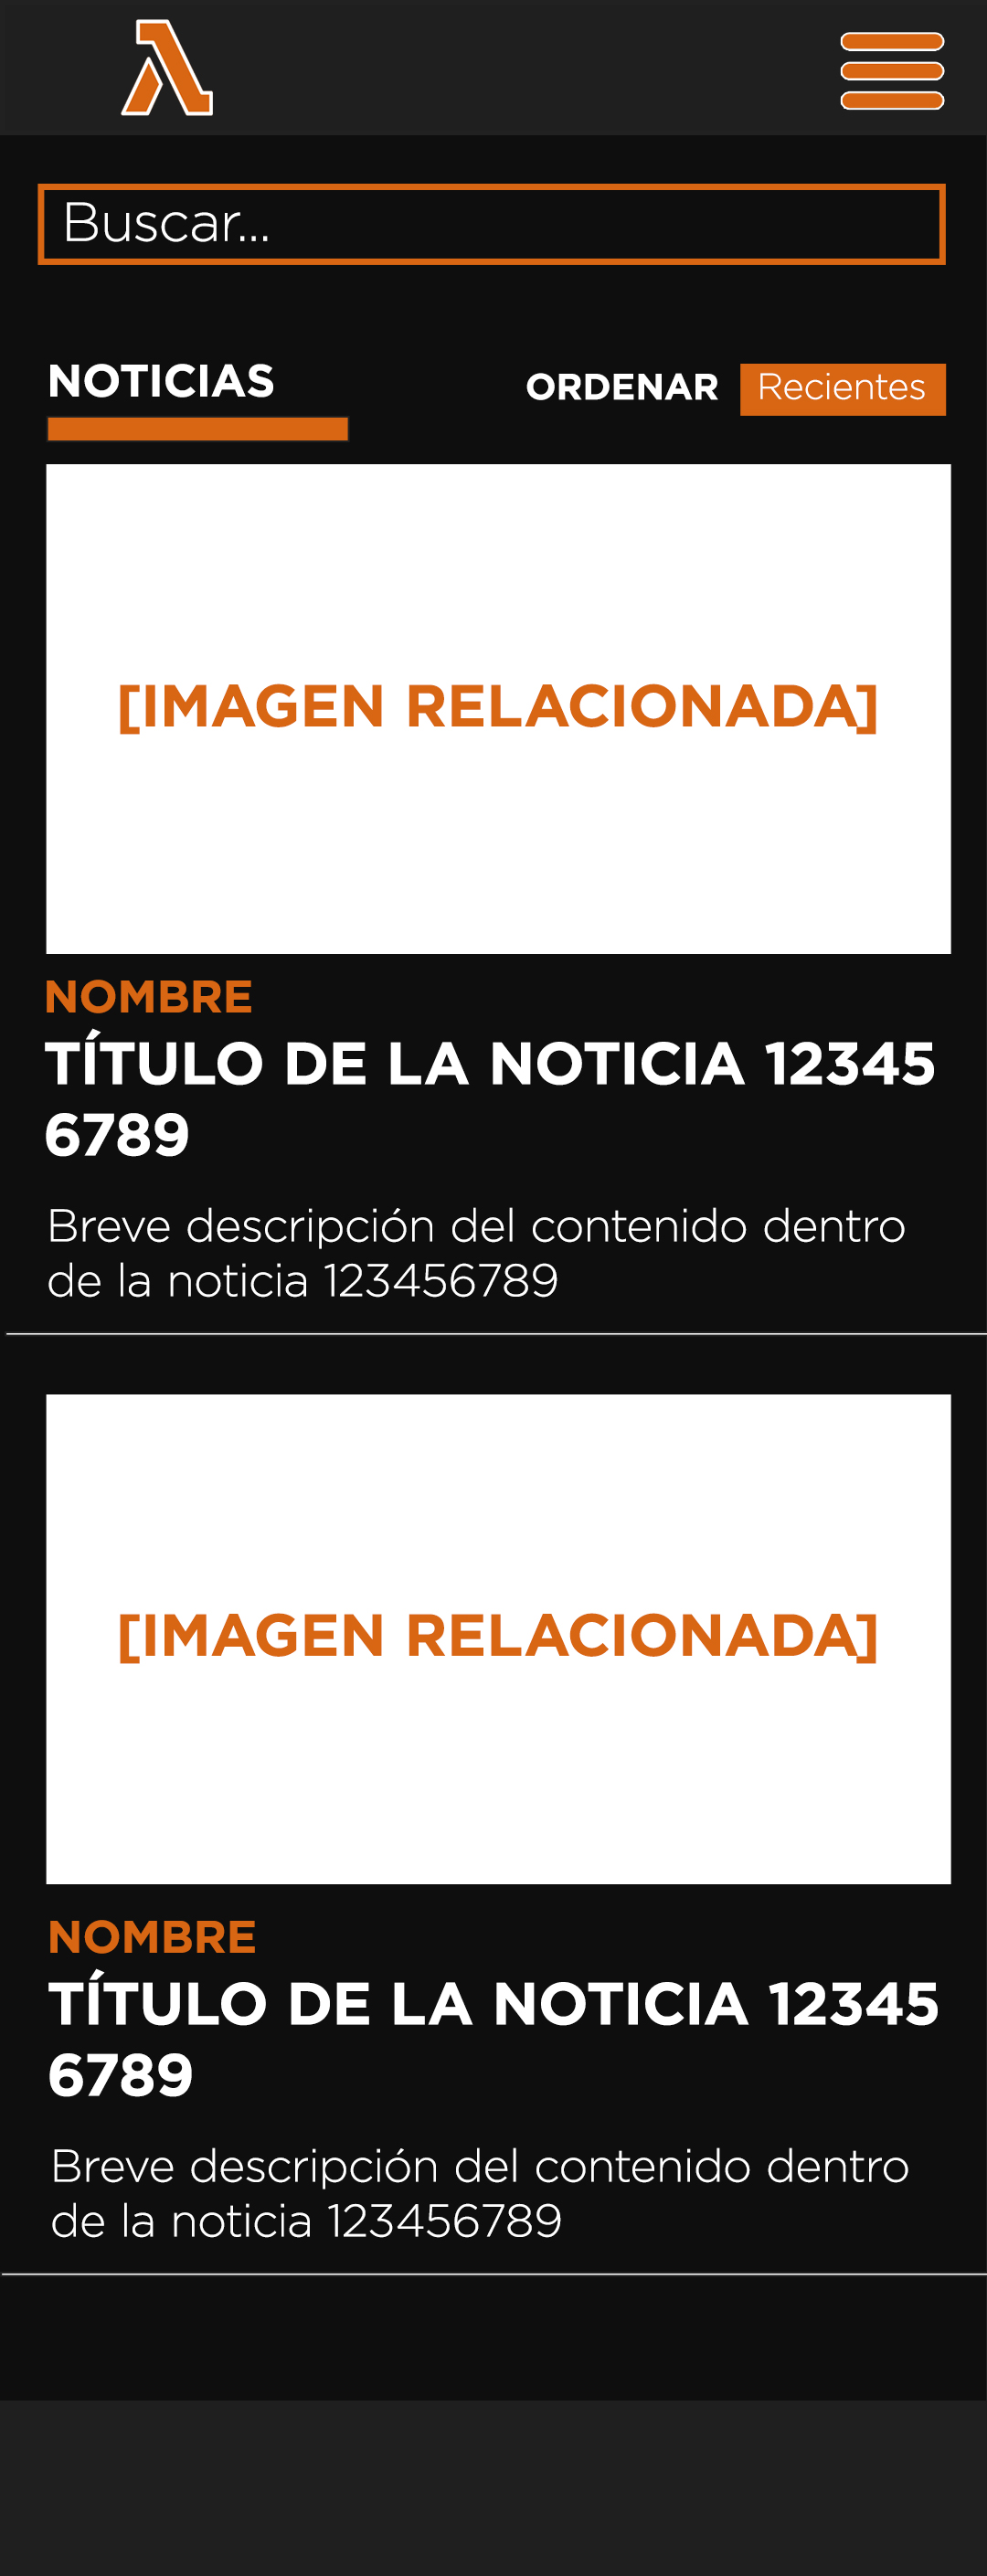 Buscar...
NOTICIAS
ORDENAR Recientes
[IMAGEN RELACIONADA]
NOMBRE
TÍTULO DE LA NOTICIA 12345
6789
Breve descripción del contenido dentro
de la noticia 123456789
[IMAGEN RELACIONADA]
NOMBRE
TÍTULO DE LA NOTICIA 12345
6789
Breve descripción del contenido dentro
de la noticia 123456789